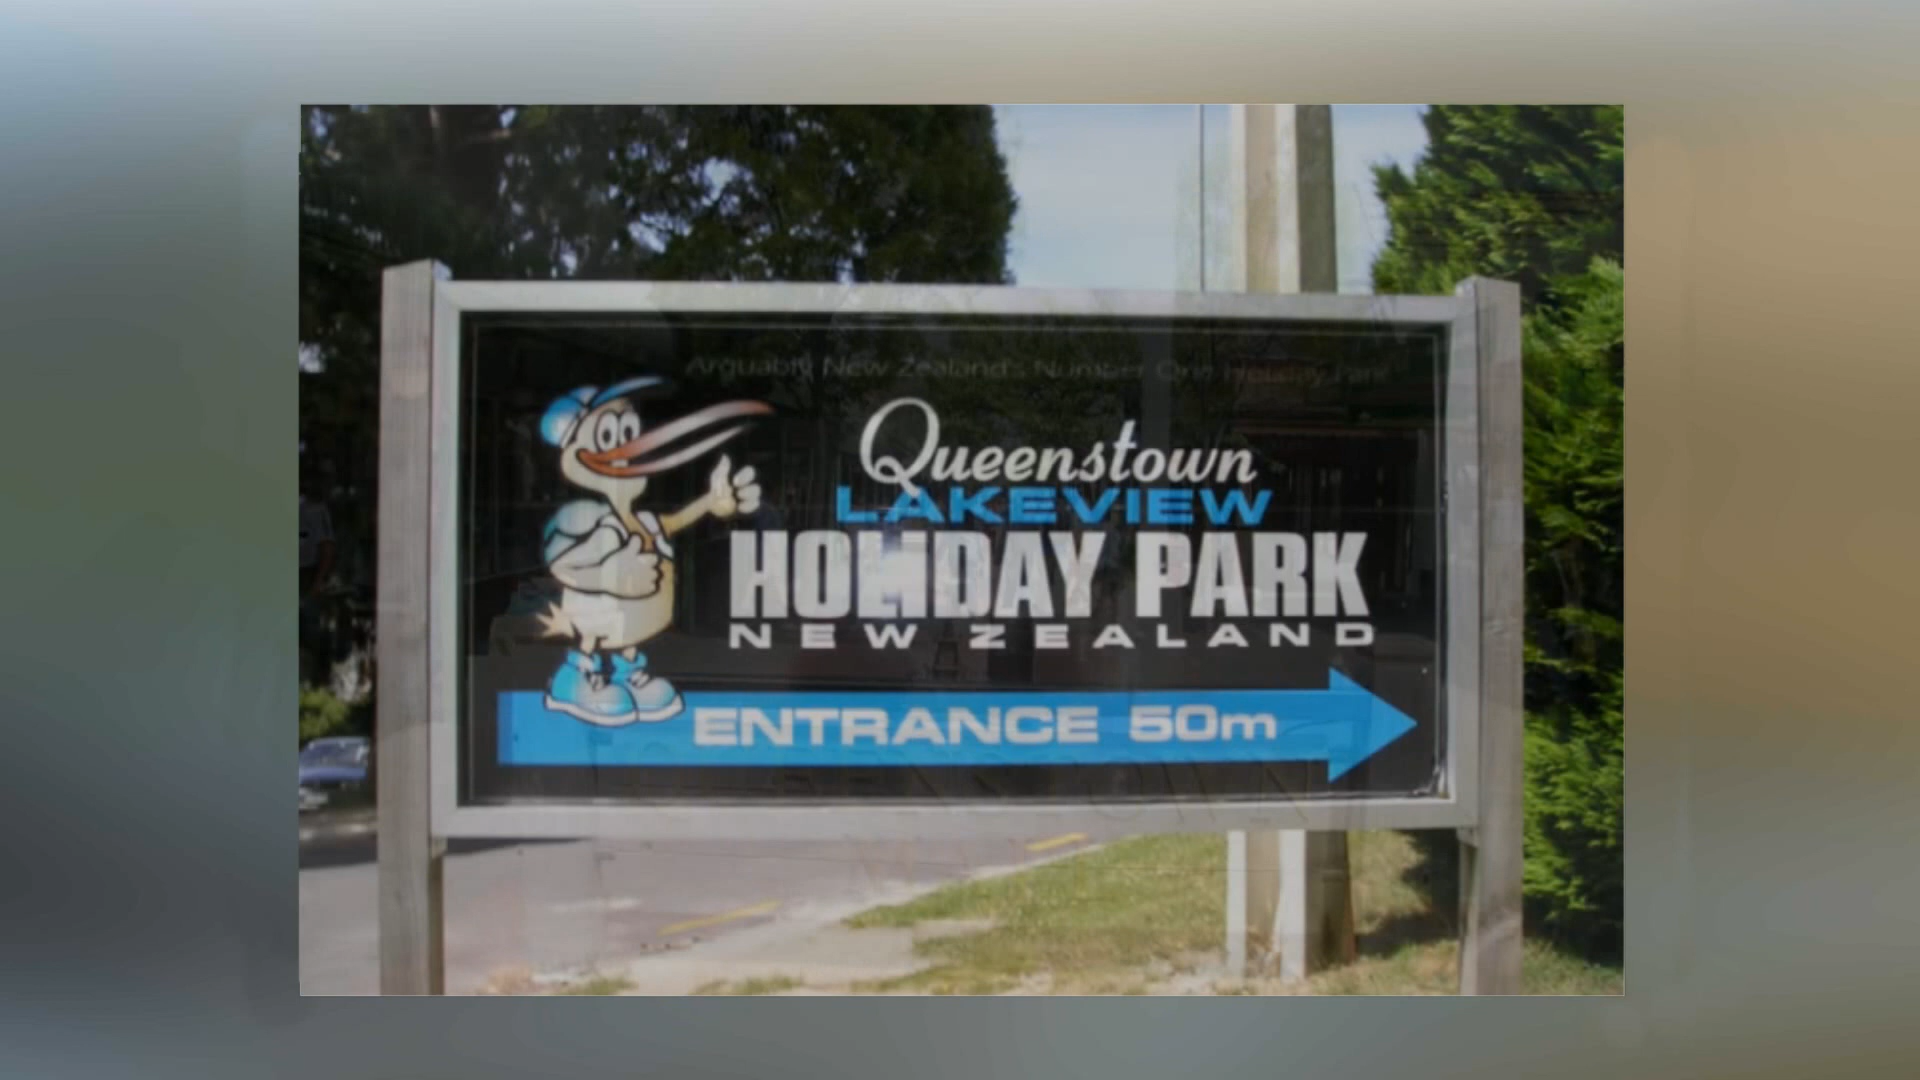 Arguably New Zealand's Number One Holiday Park
Queenstown
LAKEVIEW
HOLIDAY PARK
NEW ZEALAND
ENTRANCE 50m